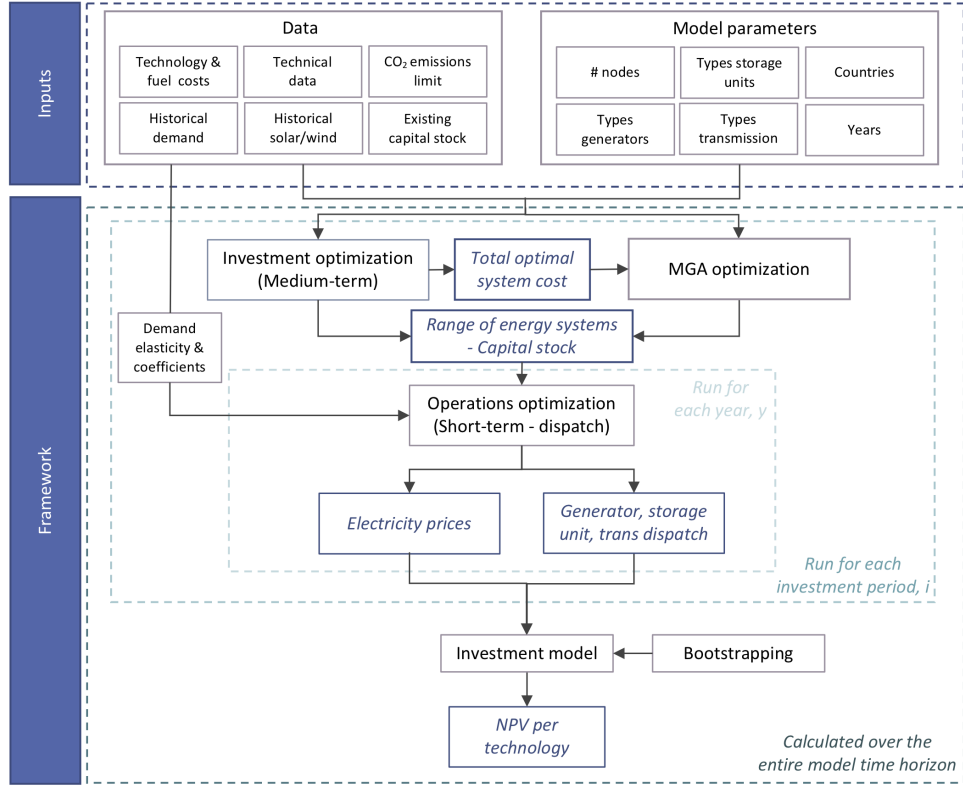 Inputs
Data
Technology &
fuel costs
Technical
data
CO₂ emissions
limit
Historical
demand
Historical
solar/wind
Existing
capital stock
Model parameters
# nodes
Types storage
units
Countries
Types
generators
Types
transmission
Years
Framework
Investment optimization
(Medium-term)
Total optimal
system cost
MGA optimization
Range of energy systems
- Capital stock
Demand
elasticity &
coefficients
Run for
each year, y
Operations optimization
(Short-term - dispatch)
Electricity prices
Generator, storage
unit, trans dispatch
Run for each
investment period, i
Investment model
Bootstrapping
NPV per
technology
Calculated over the
entire model time horizon